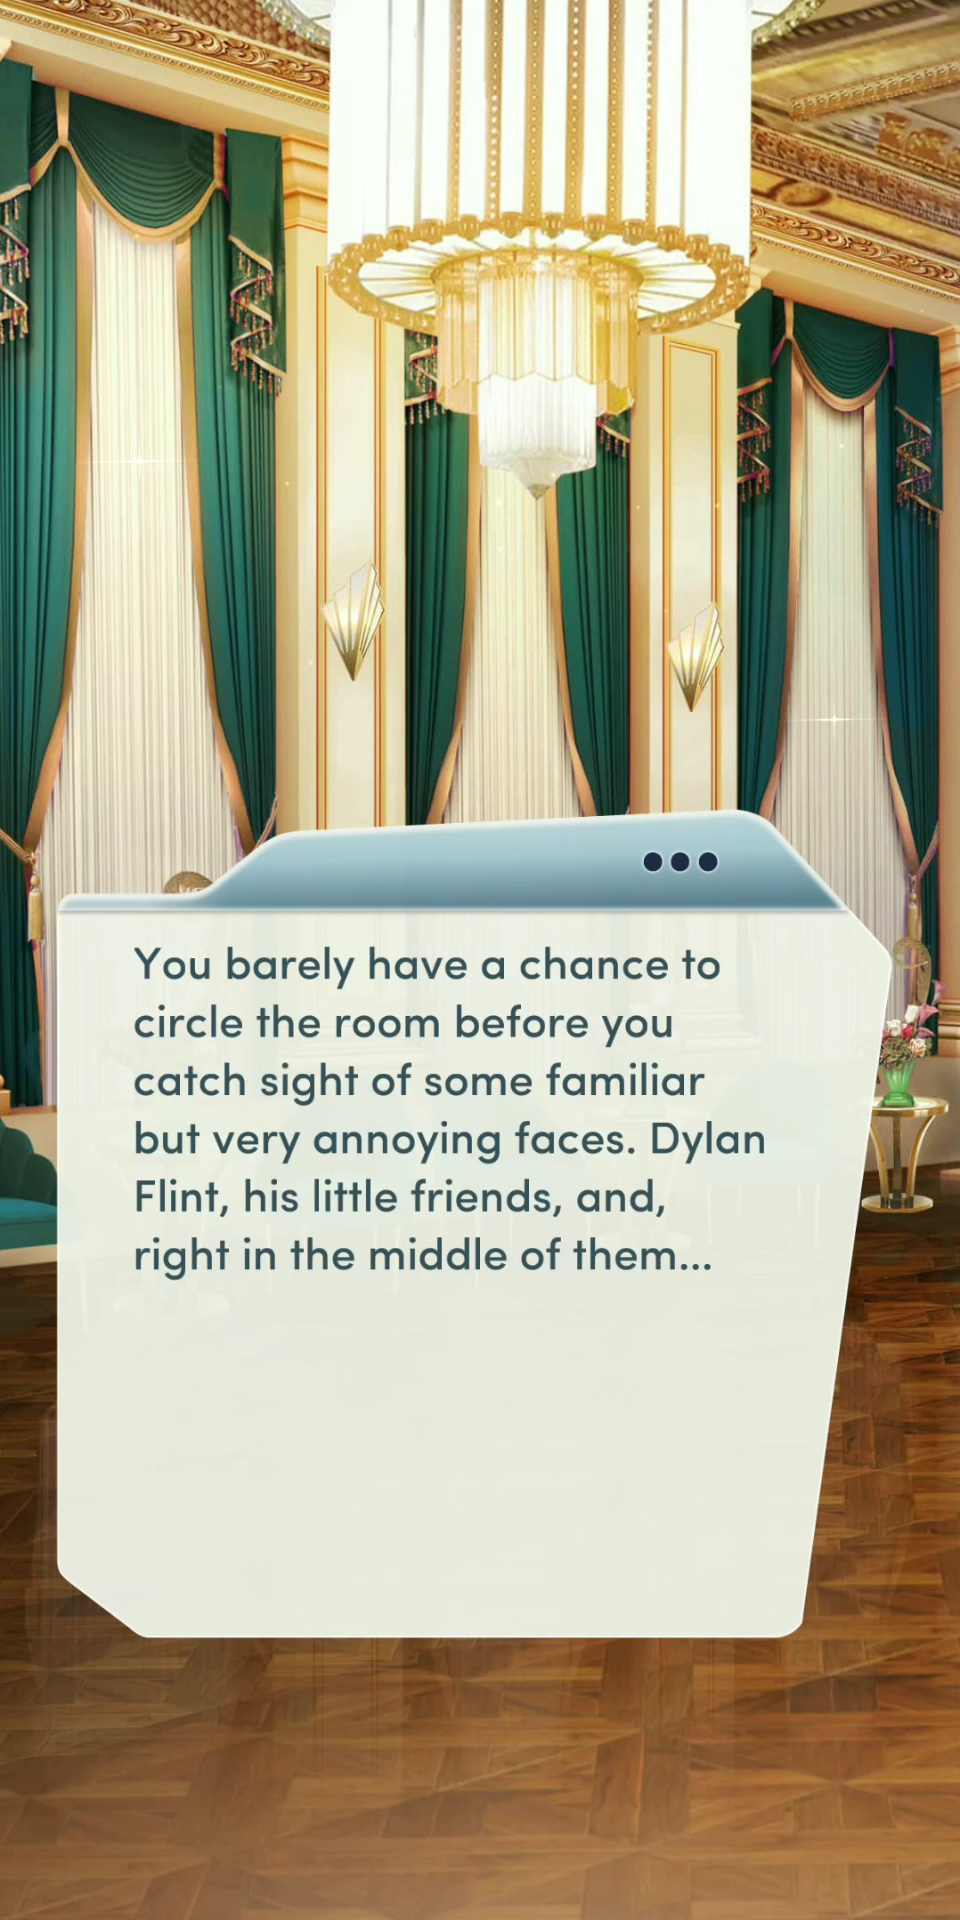 You barely have a chance to
circle the room before you
catch sight of some familiar
but very annoying faces. Dylan
Flint, his little friends, and,
right in the middle of them...